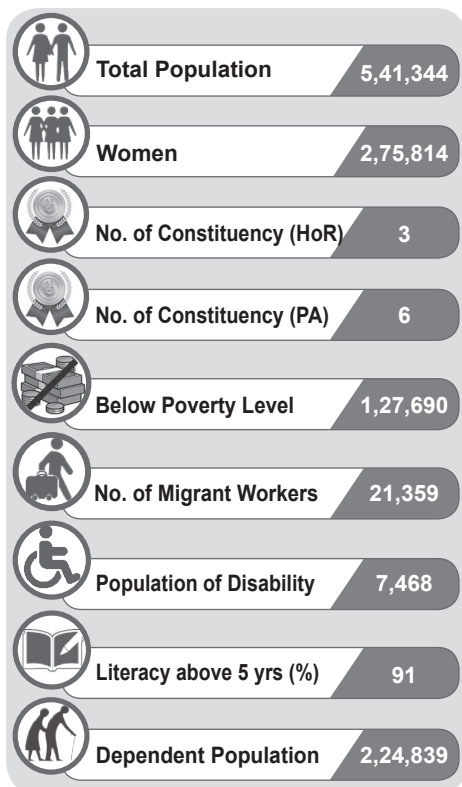 Total Population 5,41,344
Women 2,75,814
No. of Constituency (HoR) 3
No. of Constituency (PA) 6
Below Poverty Level 1,27,690
No. of Migrant Workers 21,359
Population of Disability 7,468
Literacy above 5 yrs (%) 91
Dependent Population 2,24,839